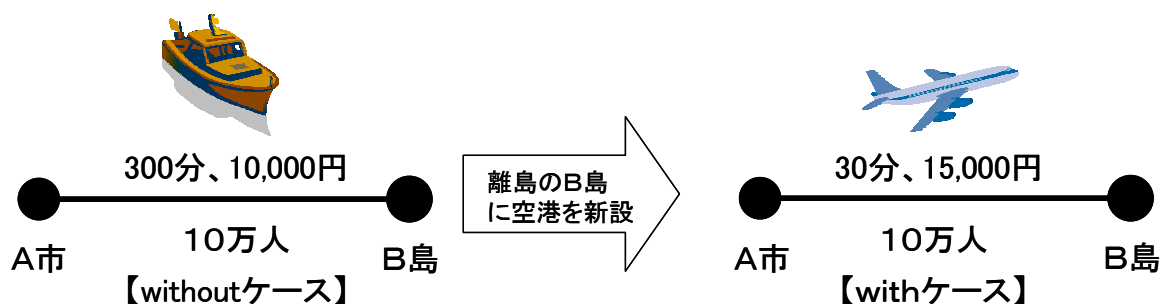 300分、10,000円
A市
B島
10万人
【withoutケース】
離島のB島
に空港を新設
30分、15,000円
A市
B島
10万人
【withケース】